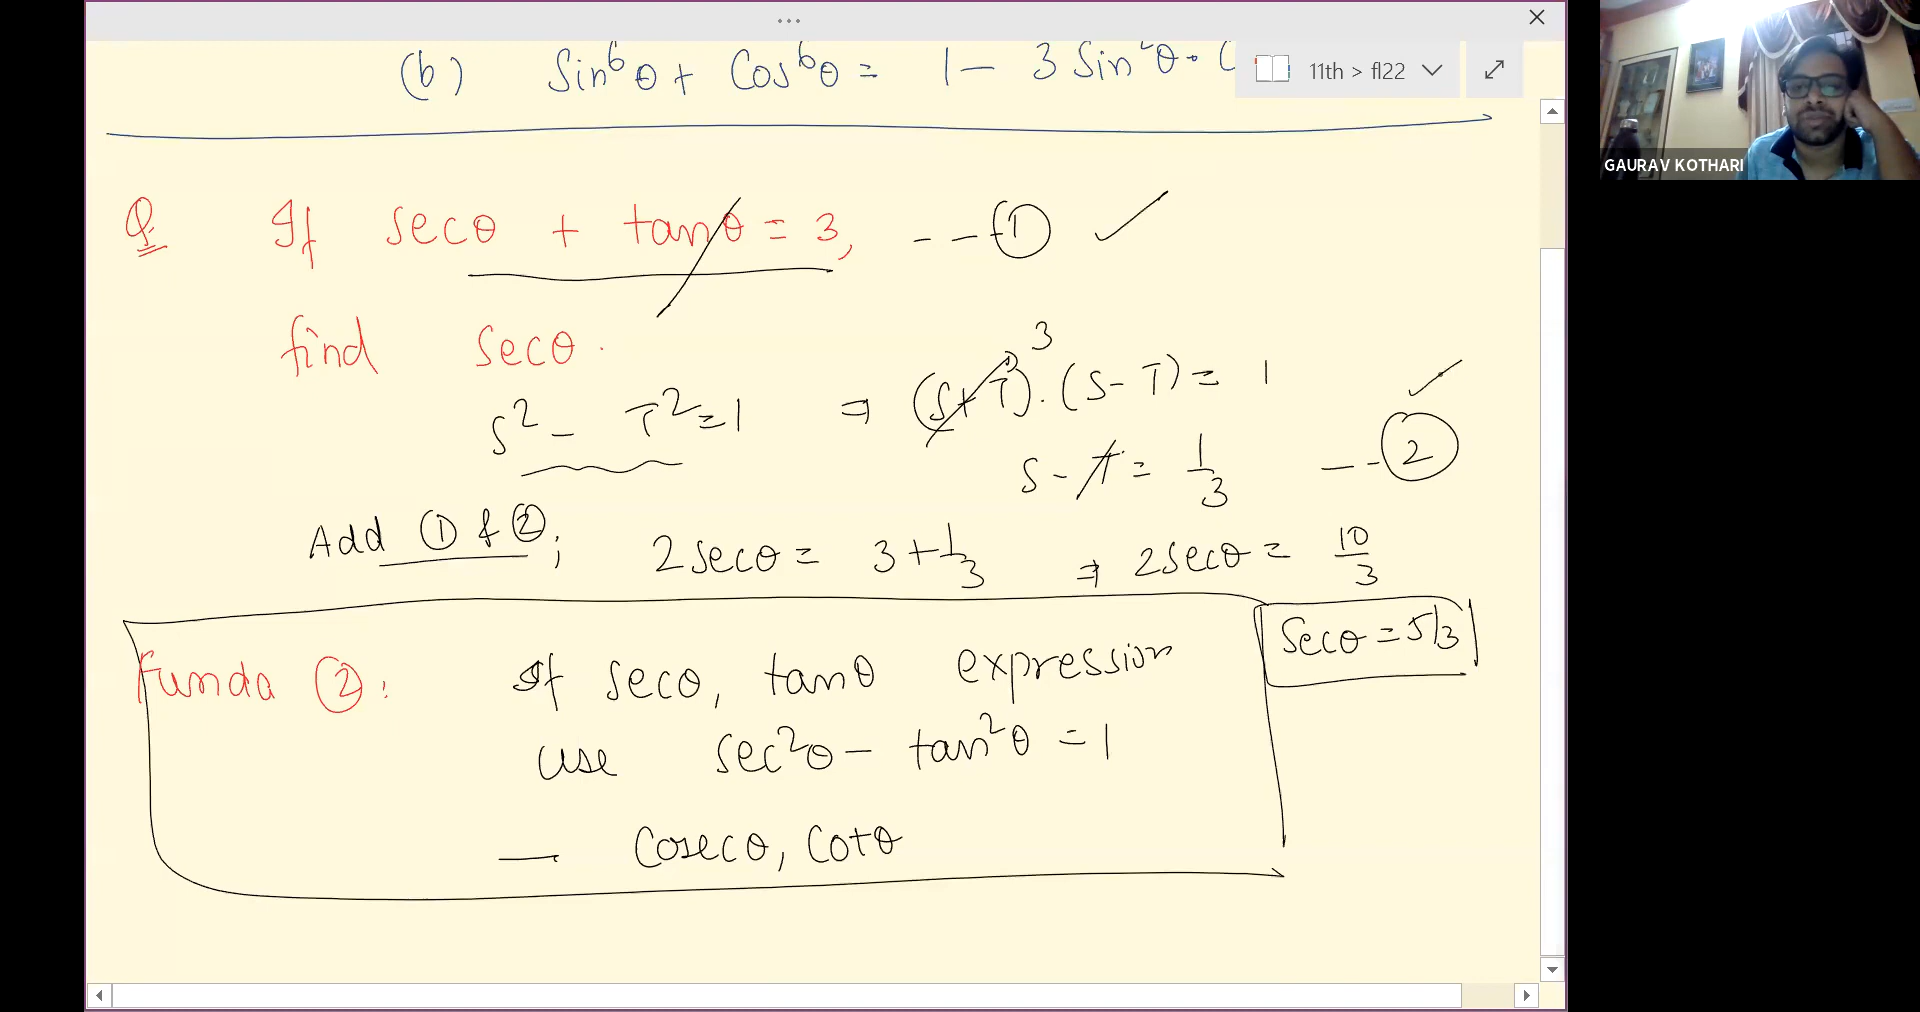 ...
(b) Sin⁶θ + Cos⁶θ = 1 - 3 Sin²θ.
11th > fl22
GAURAV KOTHARI
Q If secθ + tanθ = 3, --- ①
find secθ.
3
S² - T² = 1 ⇒ (S+T).(S-T) = 1
S - T = 1/3 --- ②
Add ① & ②; 2secθ = 3 + 1/3 ⇒ 2secθ = 10/3
Secθ = 5/3
Funda ②: If secθ, tanθ expression
use sec²θ - tan²θ = 1
— Cosecθ, Cotθ